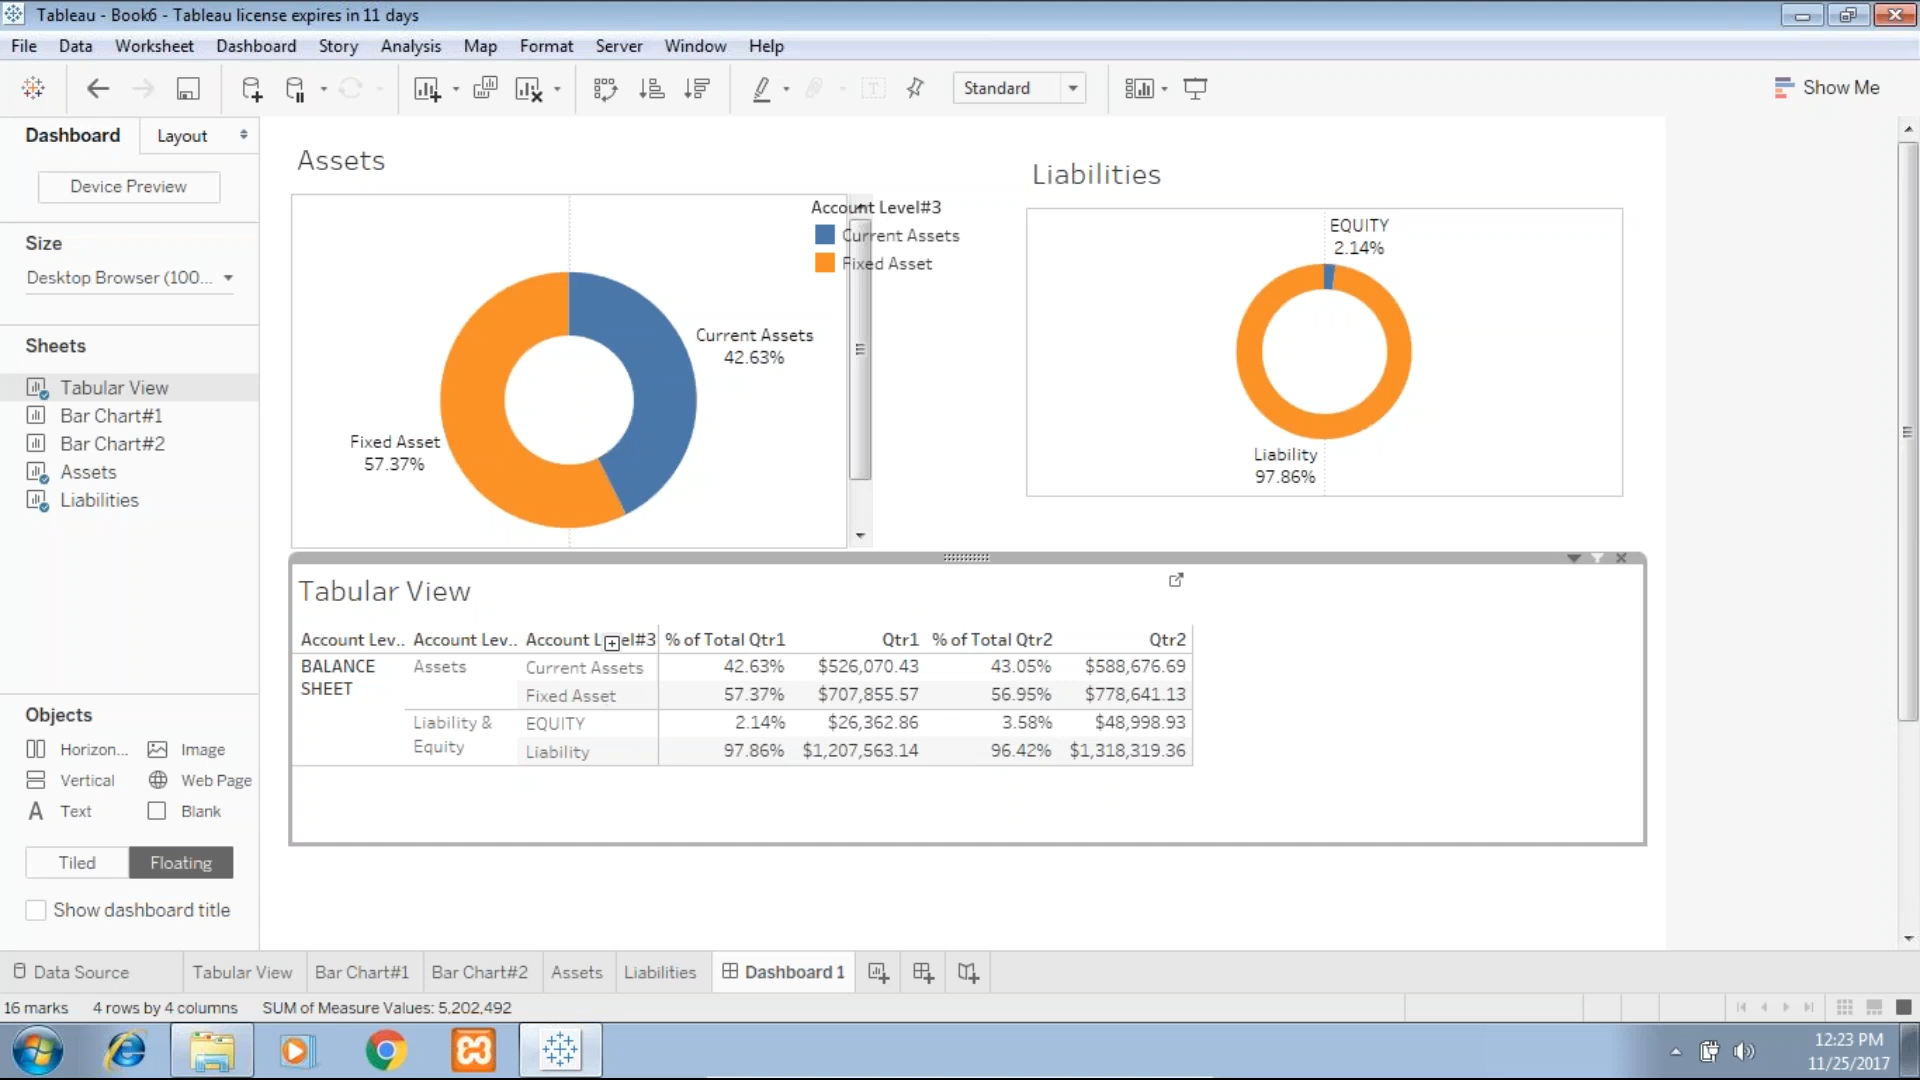 Tableau - Book6 - Tableau license expires in 11 days
File Data Worksheet Dashboard Story Analysis Map Format Server Window Help
Standard
Show Me
Dashboard Layout
Device Preview
Size
Desktop Browser (100...
Sheets
Tabular View
Bar Chart#1
Bar Chart#2
Assets
Liabilities
Objects
Horizon... Image
Vertical Web Page
Text Blank
Tiled Floating
Show dashboard title
Assets
Account Level#3
Current Assets
Fixed Asset
Current Assets
42.63%
Fixed Asset
57.37%
Liabilities
EQUITY
2.14%
Liability
97.86%
Tabular View
Account Lev.. Account Lev.. Account Level#3 % of Total Qtr1 Qtr1 % of Total Qtr2 Qtr2
BALANCE SHEET Assets Current Assets 42.63% $526,070.43 43.05% $588,676.69
Fixed Asset 57.37% $707,855.57 56.95% $778,641.13
Liability & Equity EQUITY 2.14% $26,362.86 3.58% $48,998.93
Liability 97.86% $1,207,563.14 96.42% $1,318,319.36
Data Source Tabular View Bar Chart#1 Bar Chart#2 Assets Liabilities Dashboard 1
16 marks 4 rows by 4 columns SUM of Measure Values: 5,202,492
12:23 PM
11/25/2017